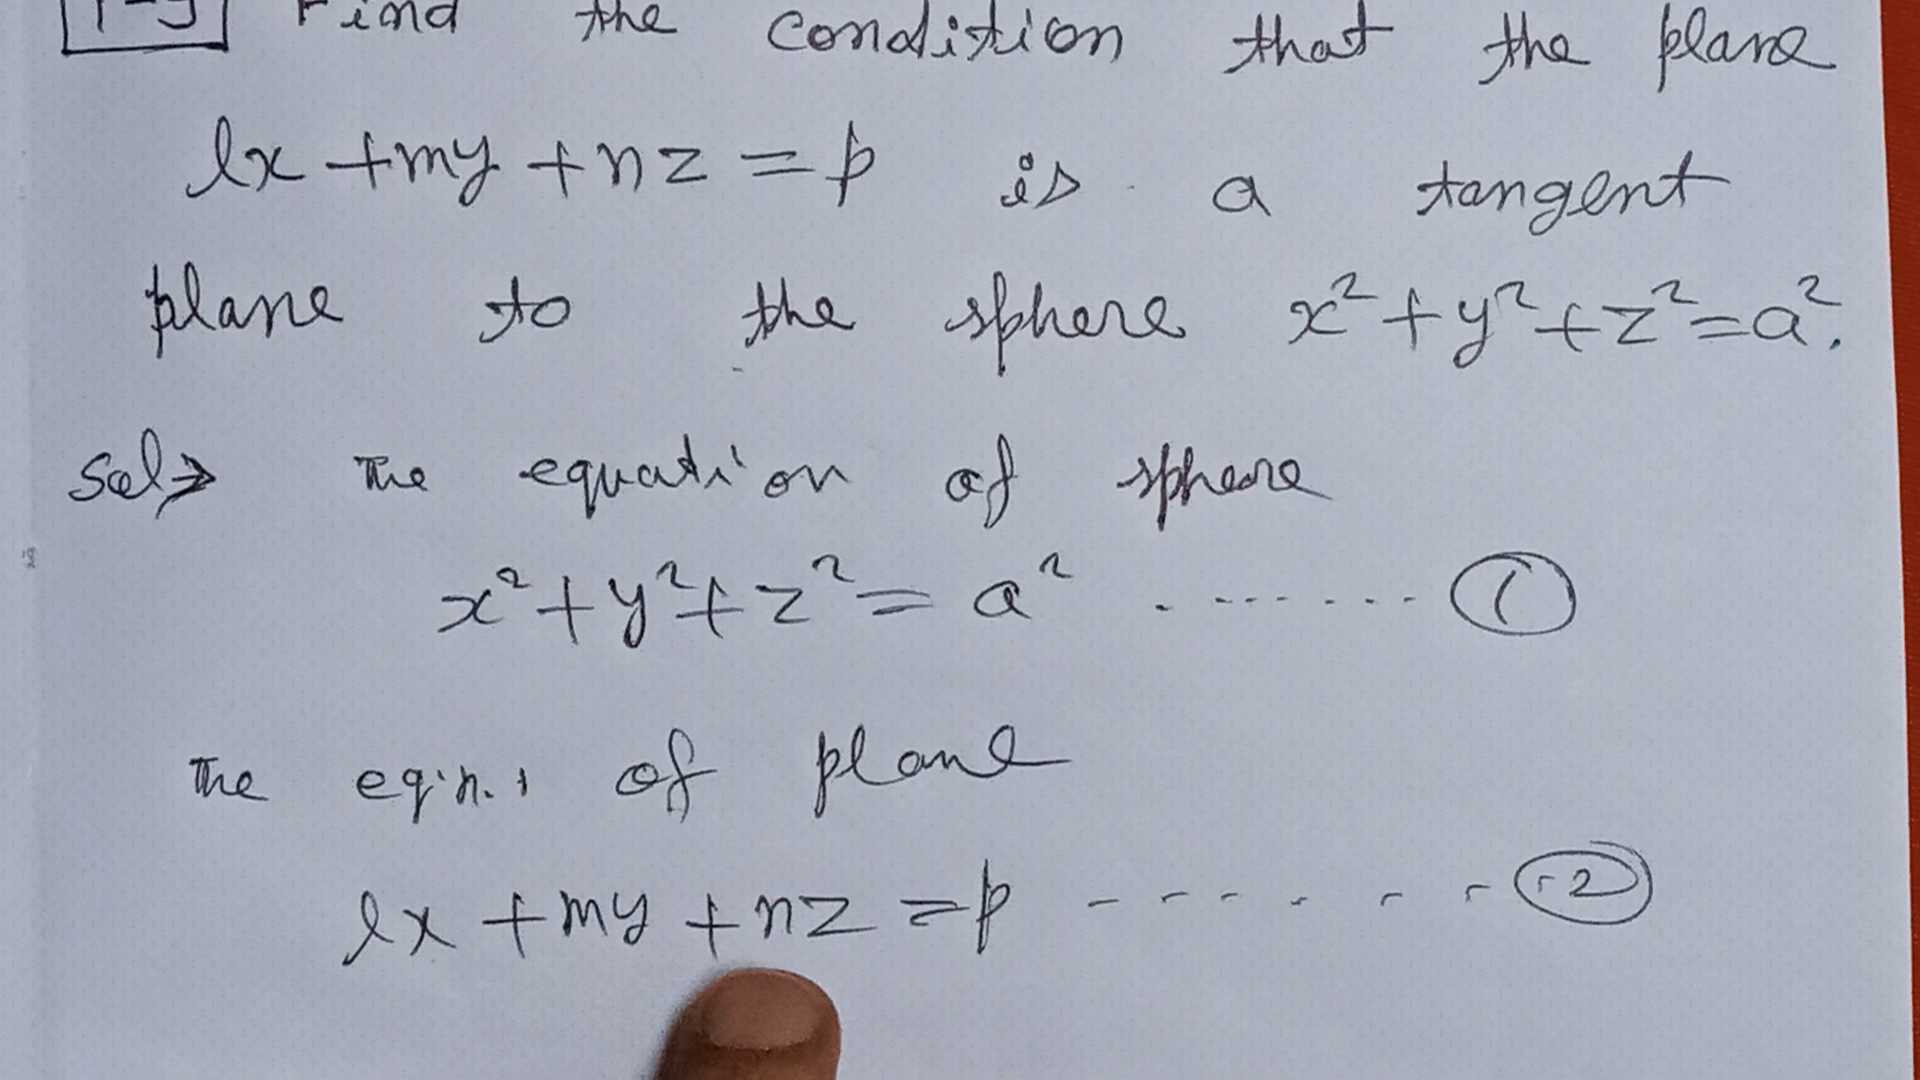 Find the condition that the plane
lx + my + nz = p is a tangent
plane to the sphere x² + y² + z² = a².
Sol⇒ The equation of sphere
x² + y² + z² = a² . - - - - - - - ①
The eq'n. of plane
lx + my + nz = p - - - - - - - ②